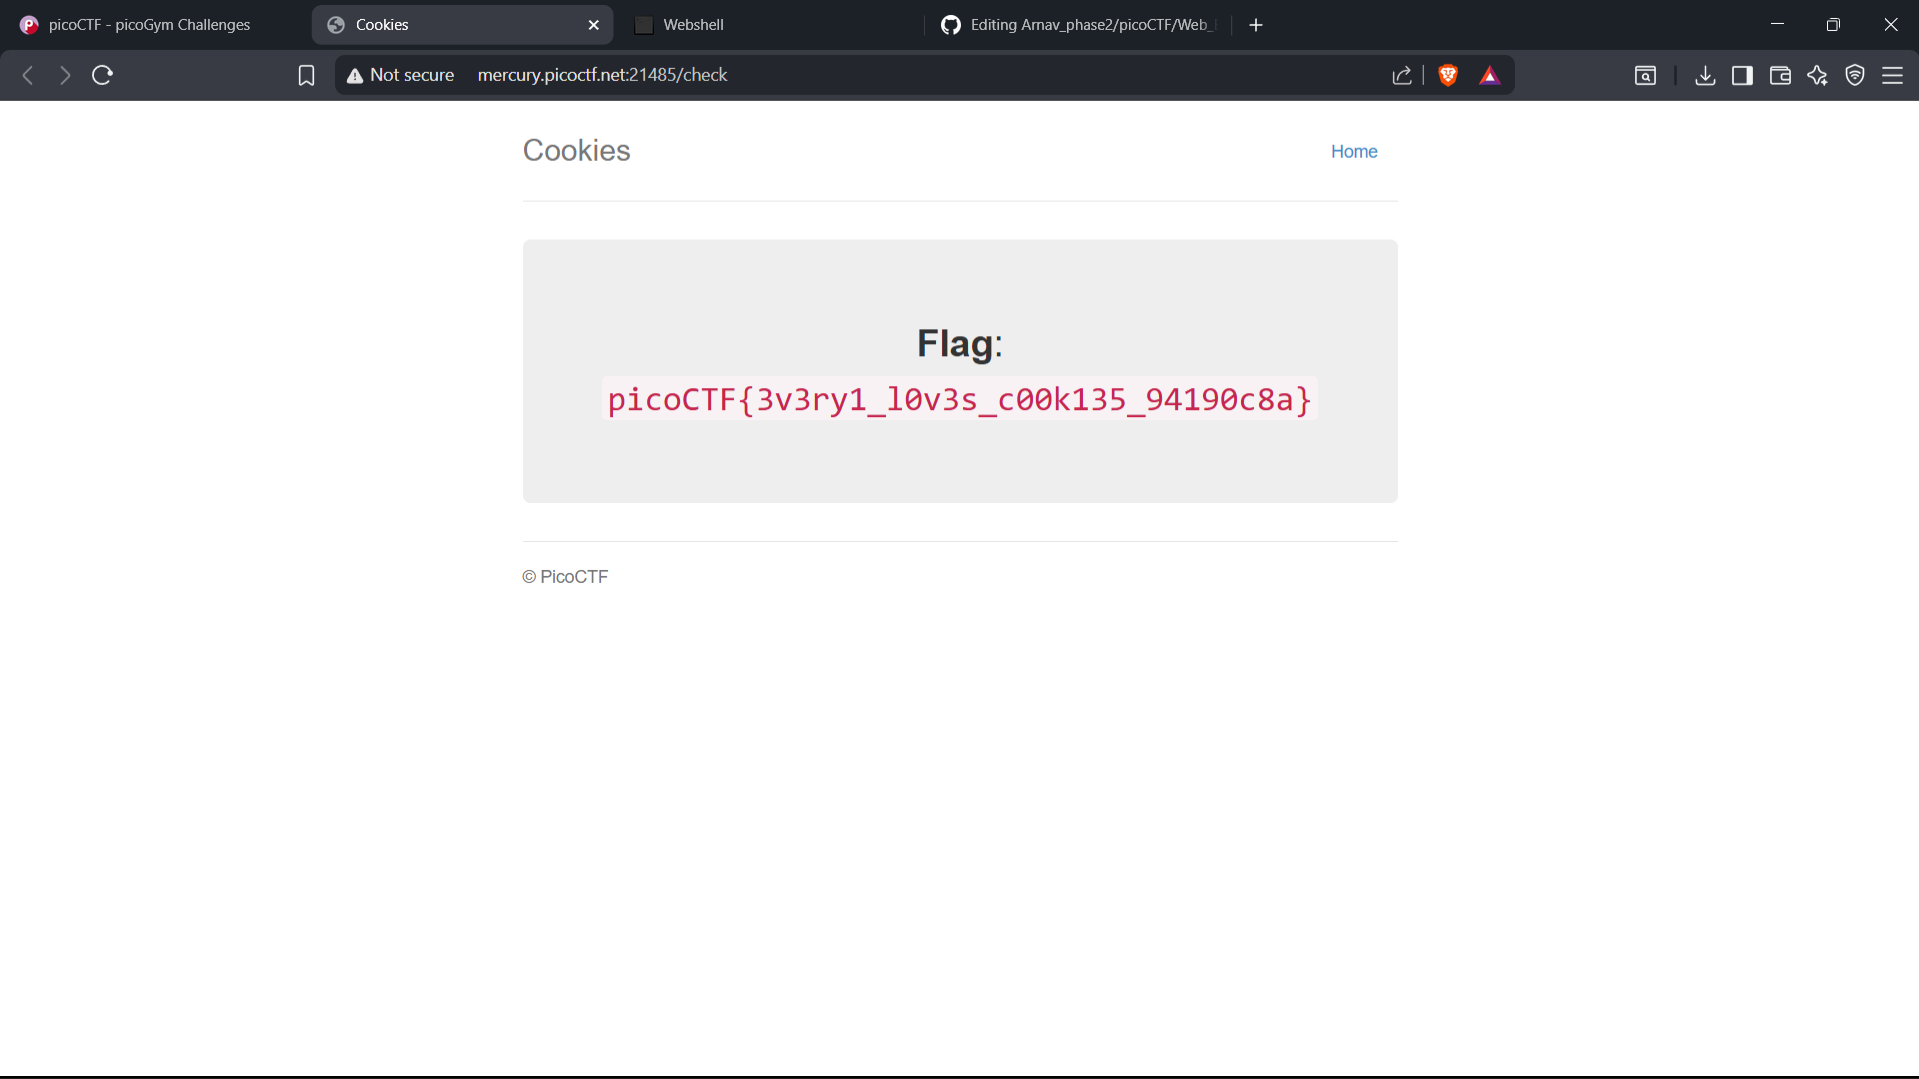 picoCTF - picoGym Challenges
Cookies
Webshell
Editing Arnav_phase2/picoCTF/Web_
Not secure
mercury.picoctf.net:21485/check
Cookies
Home
Flag:
picoCTF{3v3ry1_l0v3s_c00k135_94190c8a}
© PicoCTF